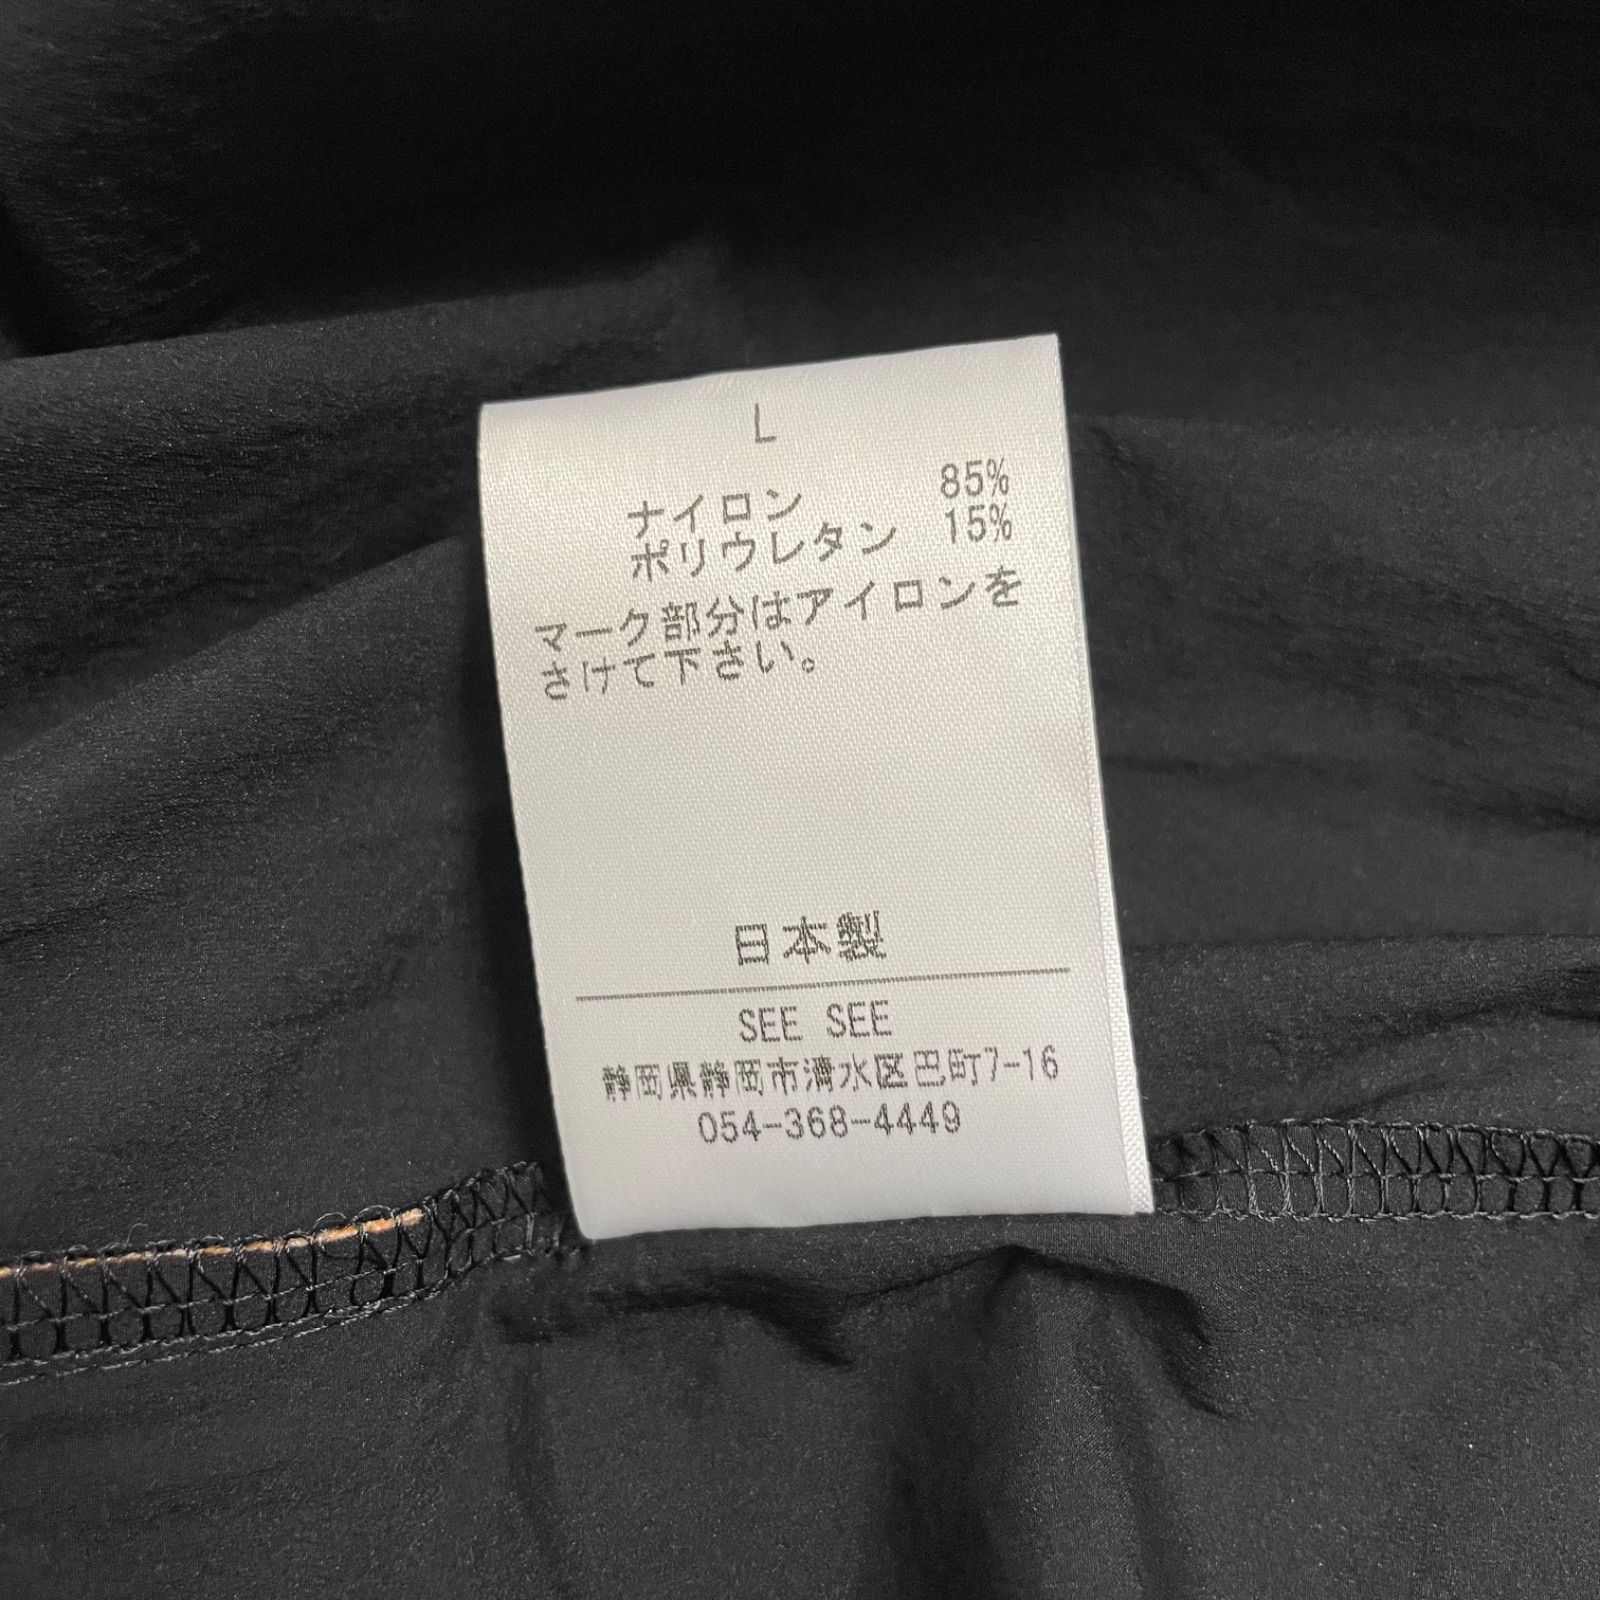 L
ナイロン 85%
ポリウレタン 15%
マーク部分はアイロンを
さけて下さい。
日本製
SEE SEE
静岡県静岡市清水区巴町7-16
054-368-4449